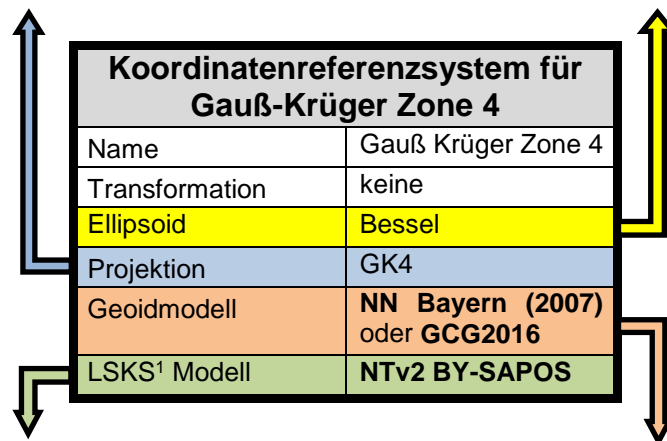 Koordinatenreferenzsystem für
Gauß-Krüger Zone 4
Name Gauß Krüger Zone 4
Transformation keine
Ellipsoid Bessel
Projektion GK4
Geoidmodell NN Bayern (2007)
oder GCG2016
LSKS¹ Modell NTv2 BY-SAPOS